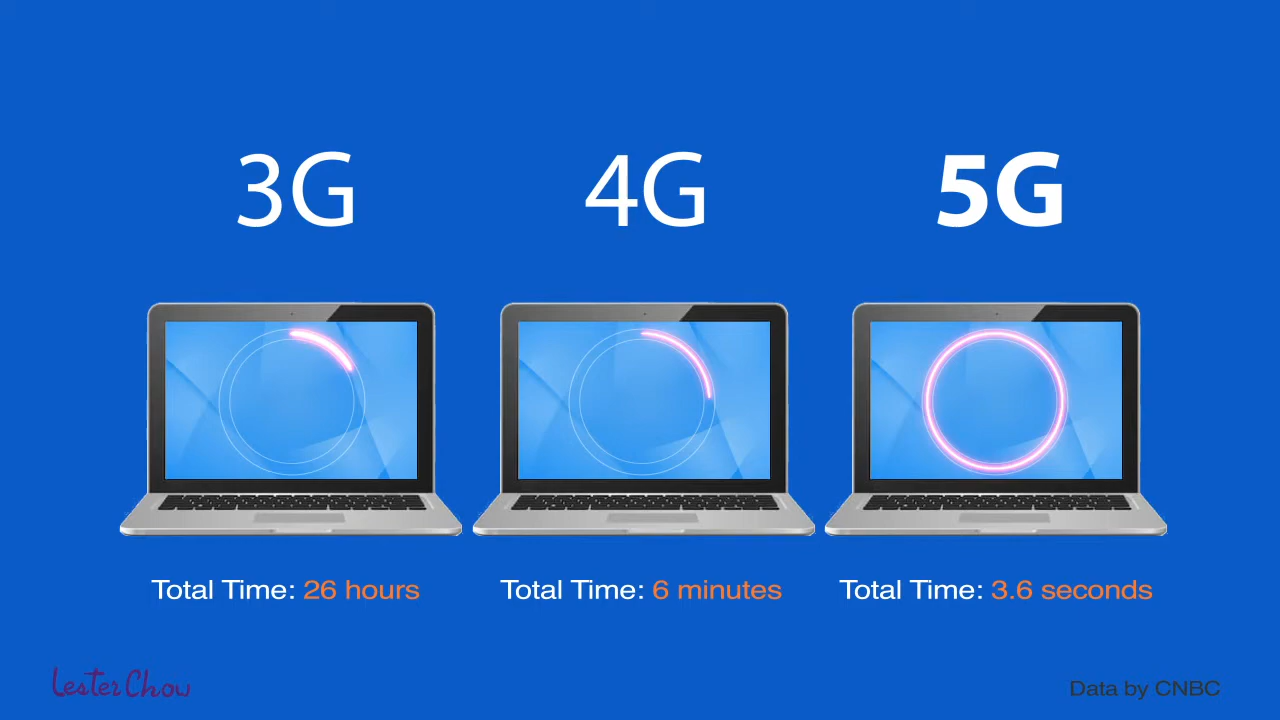 3G
4G
5G
Total Time: 26 hours
Total Time: 6 minutes
Total Time: 3.6 seconds
Lester Chow
Data by CNBC